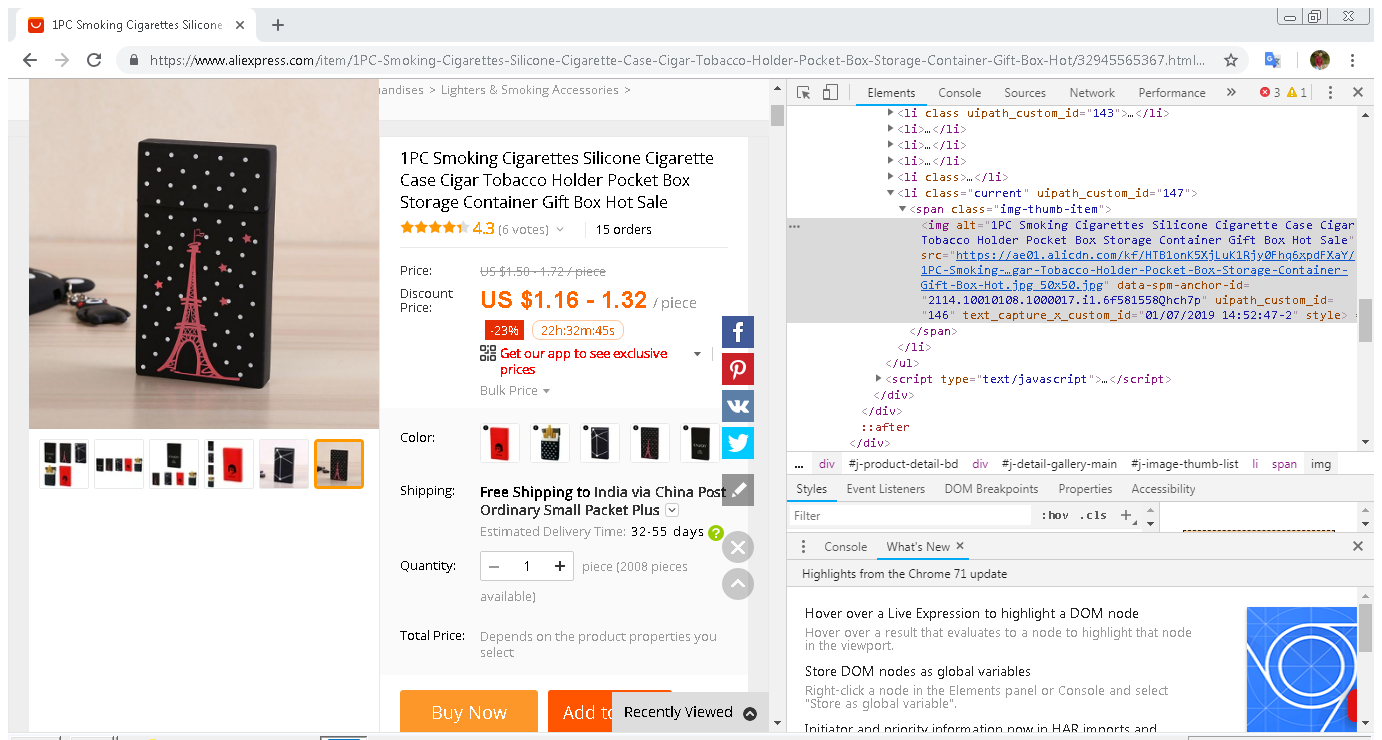 1PC Smoking Cigarettes Silicone
https://www.aliexpress.com/item/1PC-Smoking-Cigarettes-Silicone-Cigarette-Case-Cigar-Tobacco-Holder-Pocket-Box-Storage-Container-Gift-Box-Hot/32945565367.html...
andises > Lighters & Smoking Accessories >
1PC Smoking Cigarettes Silicone Cigarette
Case Cigar Tobacco Holder Pocket Box
Storage Container Gift Box Hot Sale
4.3 (6 votes) 15 orders
Price: US $1.50 - 1.72 / piece
Discount Price: US $1.16 - 1.32 / piece
-23% 22h:32m:45s
Get our app to see exclusive
prices
Bulk Price
Color:
Shipping: Free Shipping to India via China Post
Ordinary Small Packet Plus
Estimated Delivery Time: 32-55 days ?
Quantity: − 1 + piece (2008 pieces
available)
Total Price: Depends on the product properties you
select
Buy Now Add to
Recently Viewed
Elements Console Sources Network Performance » 3 1
<li class uipath_custom_id="143">…</li>
<li>…</li>
<li>…</li>
<li>…</li>
<li class>…</li>
<li class="current" uipath_custom_id="147">
<span class="img-thumb-item">
<img alt="1PC Smoking Cigarettes Silicone Cigarette Case Cigar
Tobacco Holder Pocket Box Storage Container Gift Box Hot Sale"
src="https://ae01.alicdn.com/kf/HTB1onK5XjLuK1Rjy0Fhq6xpdFXaY/
1PC-Smoking-…gar-Tobacco-Holder-Pocket-Box-Storage-Container-
Gift-Box-Hot.jpg_50x50.jpg" data-spm-anchor-id=
"2114.10010108.1000017.i1.6f581558Qhch7p" uipath_custom_id=
"146" text_capture_x_custom_id="01/07/2019 14:52:47-2" style> =
</span>
</li>
</ul>
<script type="text/javascript">…</script>
</div>
</div>
::after
</div>
... div #j-product-detail-bd div #j-detail-gallery-main #j-image-thumb-list li span img
Styles Event Listeners DOM Breakpoints Properties Accessibility
Filter :hov .cls +
Console What's New
Highlights from the Chrome 71 update
Hover over a Live Expression to highlight a DOM node
Hover over a result that evaluates to a node to highlight that node
in the viewport.
Store DOM nodes as global variables
Right-click a node in the Elements panel or Console and select
"Store as global variable".
Initiator and priority information now in HAR imports and